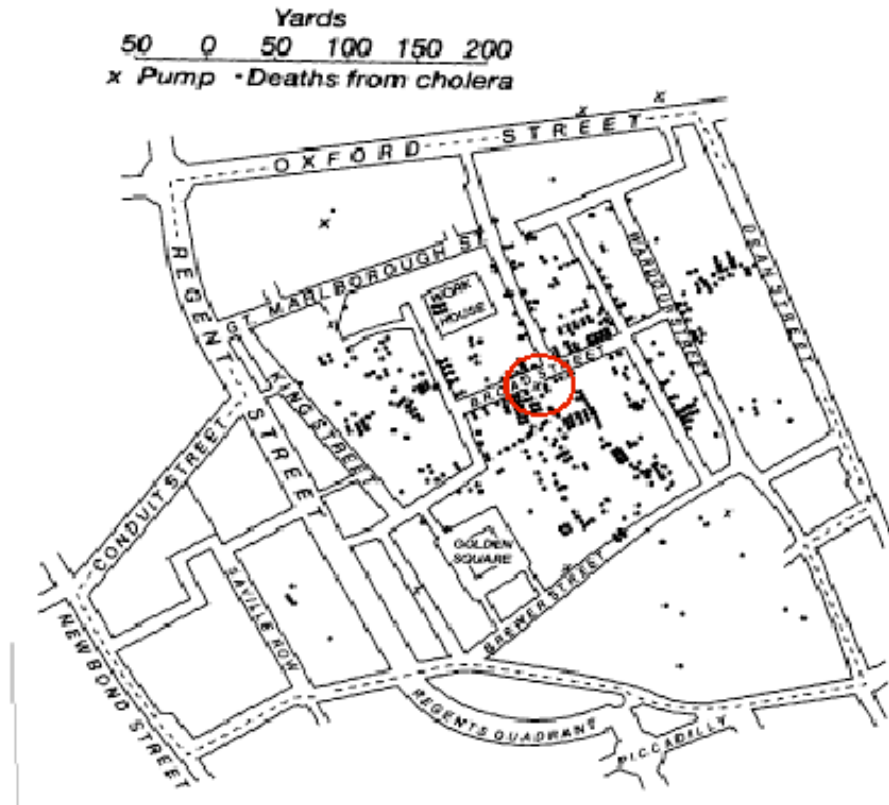 Yards
50 0 50 100 150 200
x Pump • Deaths from cholera
OXFORD STREET
REGENT STREET
GT. MARLBOROUGH ST
WORK
HOUSE
WARDOUR STREET
DEAN STREET
BROAD STREET
KING STREET
CONDUIT STREET
GOLDEN
SQUARE
BREWER STREET
SAVILLE ROW
NEW BOND STREET
REGENTS QUADRANT
PICCADILLY